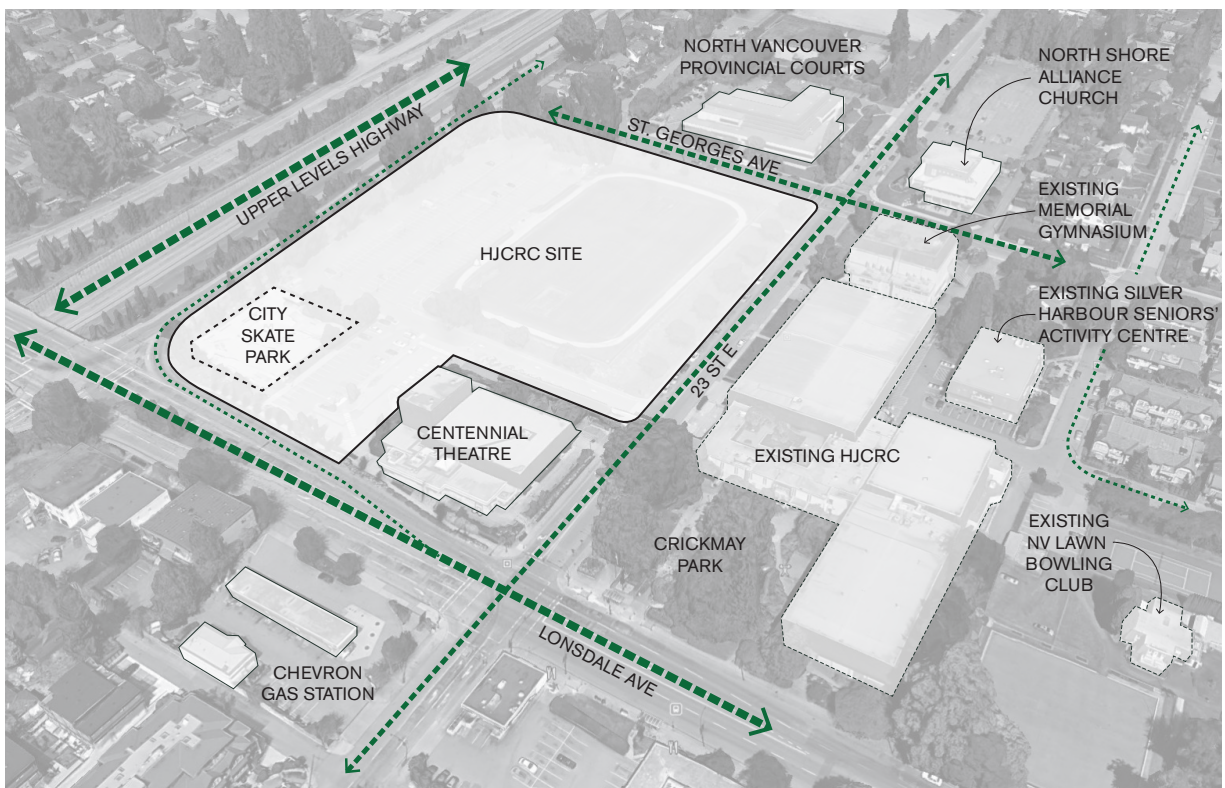 NORTH VANCOUVER
PROVINCIAL COURTS
NORTH SHORE
ALLIANCE
CHURCH
UPPER LEVELS HIGHWAY
ST. GEORGES AVE
EXISTING
MEMORIAL
GYMNASIUM
HJCRC SITE
EXISTING SILVER
HARBOUR SENIORS'
ACTIVITY CENTRE
CITY
SKATE
PARK
23 ST E
CENTENNIAL
THEATRE
EXISTING HJCRC
CRICKMAY
PARK
EXISTING
NV LAWN
BOWLING
CLUB
LONSDALE AVE
CHEVRON
GAS STATION